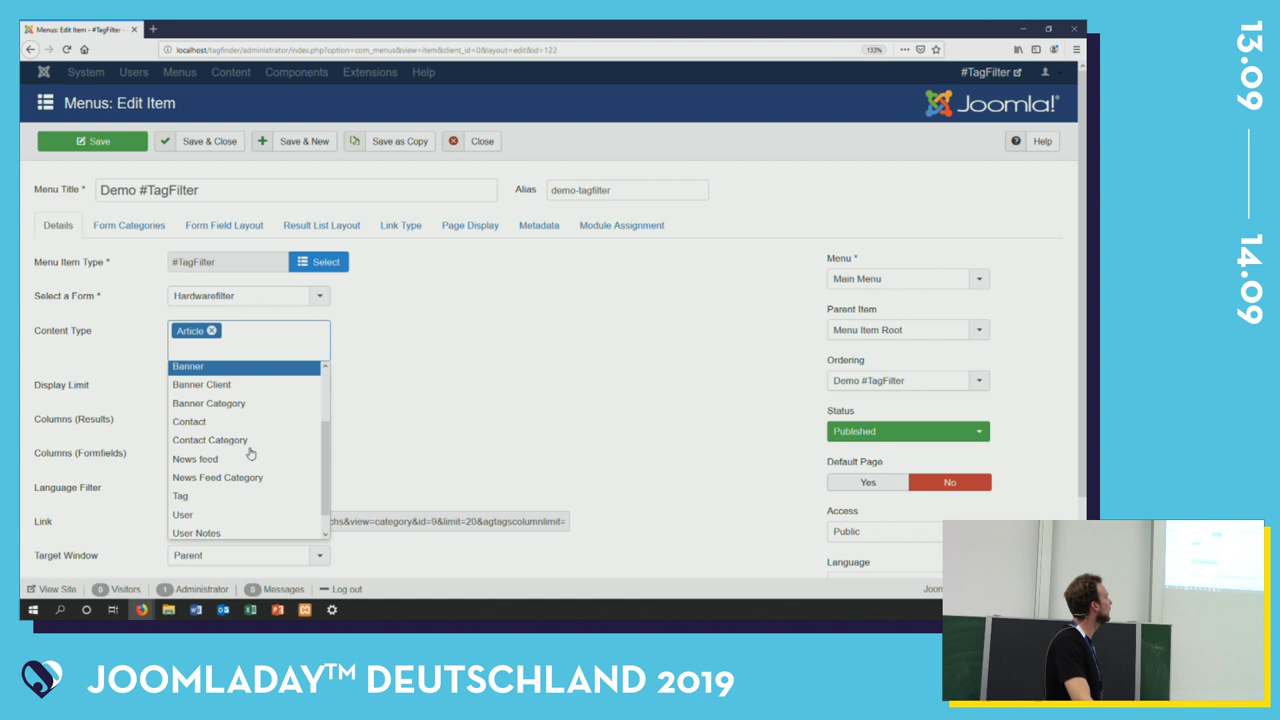 Menus: Edit Item - #TagFilter -
localhost/tagfinder/administrator/index.php?option=com_menus&view=item&client_id=0&layout=edit&id=122
133%
System Users Menus Content Components Extensions Help
#TagFilter
Menus: Edit Item
Joomla!®
Save
Save & Close
Save & New
Save as Copy
Close
Help
Menu Title * Demo #TagFilter
Alias demo-tagfilter
Details Form Categories Form Field Layout Result List Layout Link Type Page Display Metadata Module Assignment
Menu Item Type * #TagFilter Select
Select a Form * Hardwarefilter
Content Type Article
Banner
Banner Client
Banner Category
Contact
Contact Category
News feed
News Feed Category
Tag
User
User Notes
Display Limit
Columns (Results)
Columns (Formfields)
Language Filter
Link chs&view=category&id=9&limit=20&agtagscolumnlimit=
Target Window Parent
Menu *
Main Menu
Parent Item
Menu Item Root
Ordering
Demo #TagFilter
Status
Published
Default Page
Yes No
Access
Public
Language
View Site 0 Visitors 1 Administrator 0 Messages Log out
Joom
13.09
14.09
JOOMLADAY™ DEUTSCHLAND 2019